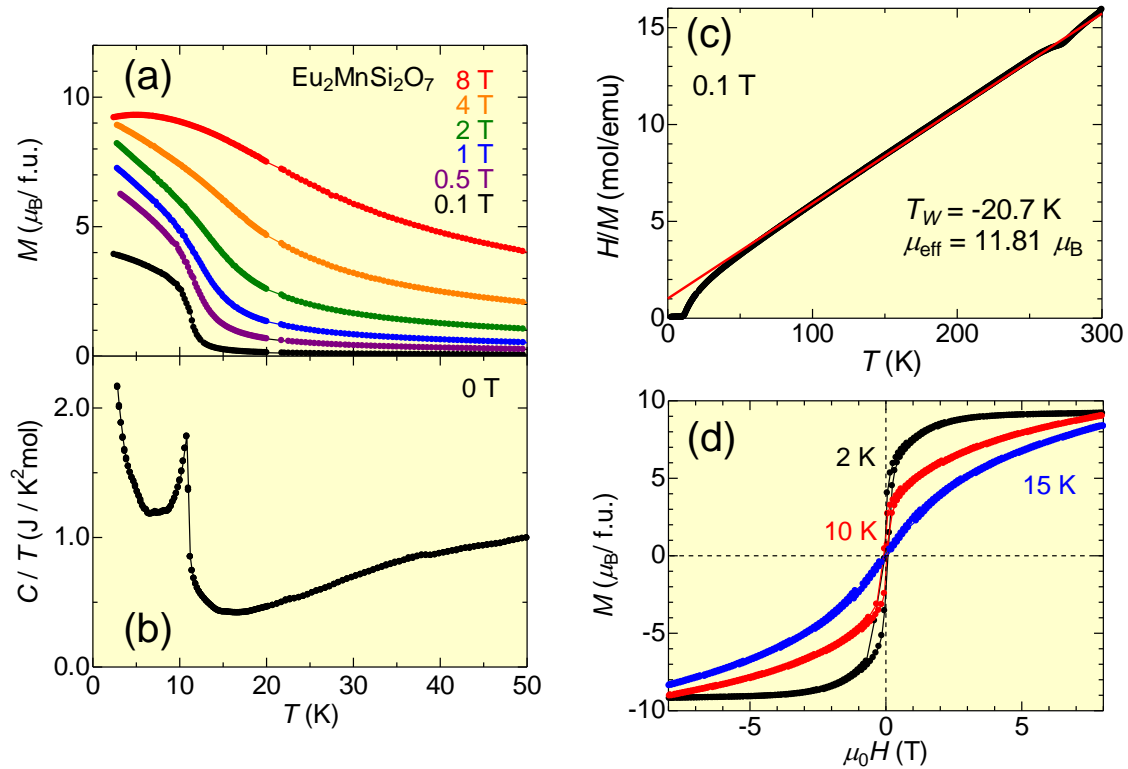 (a)
Eu2MnSi2O7
8 T
4 T
2 T
1 T
0.5 T
0.1 T
10
5
0
M (μB/ f.u.)
(b)
0 T
2.0
1.0
0.0
C / T (J / K2mol)
0 10 20 30 40 50
T (K)
(c)
0.1 T
15
10
5
0
H/M (mol/emu)
TW = -20.7 K
μeff = 11.81 μB
0 100 200 300
T (K)
(d)
2 K
10 K
15 K
10
5
0
-5
-10
M (μB/ f.u.)
-5 0 5
μ0H (T)